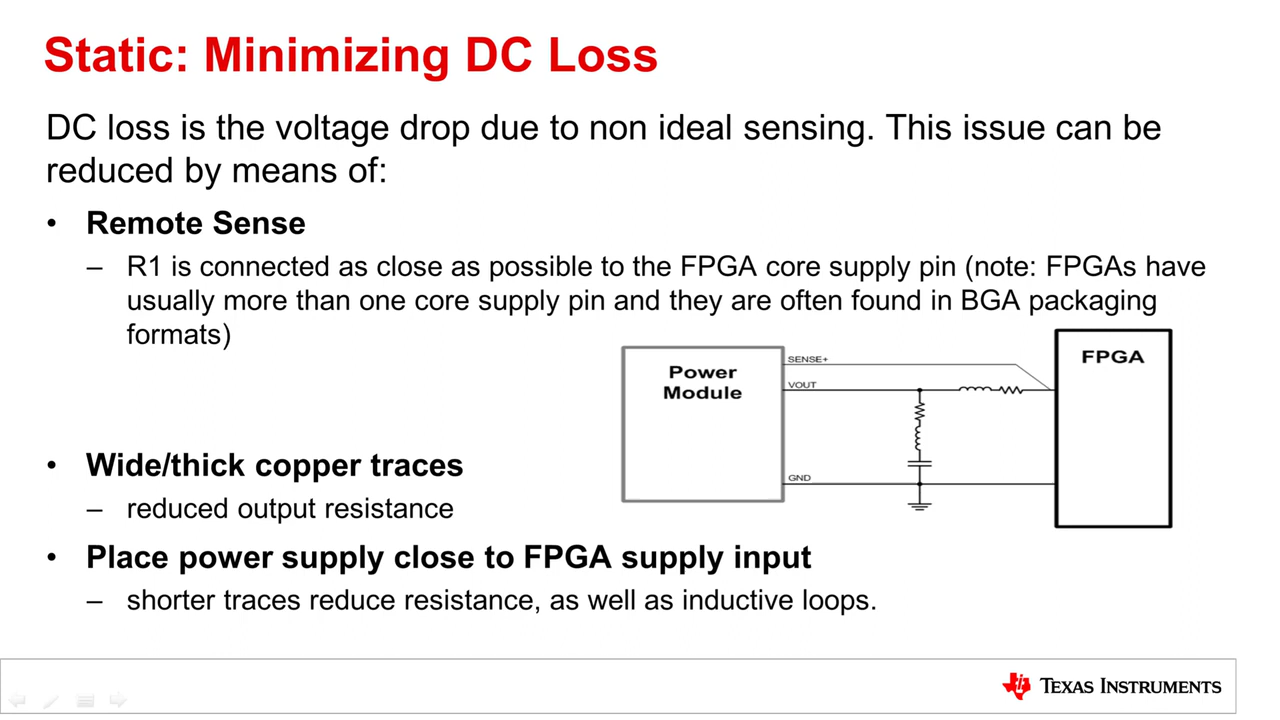 Static: Minimizing DC Loss
DC loss is the voltage drop due to non ideal sensing. This issue can be
reduced by means of:
• Remote Sense
– R1 is connected as close as possible to the FPGA core supply pin (note: FPGAs have
usually more than one core supply pin and they are often found in BGA packaging
formats)
Power
Module
SENSE+
VOUT
GND
FPGA
• Wide/thick copper traces
– reduced output resistance
• Place power supply close to FPGA supply input
– shorter traces reduce resistance, as well as inductive loops.
TEXAS INSTRUMENTS